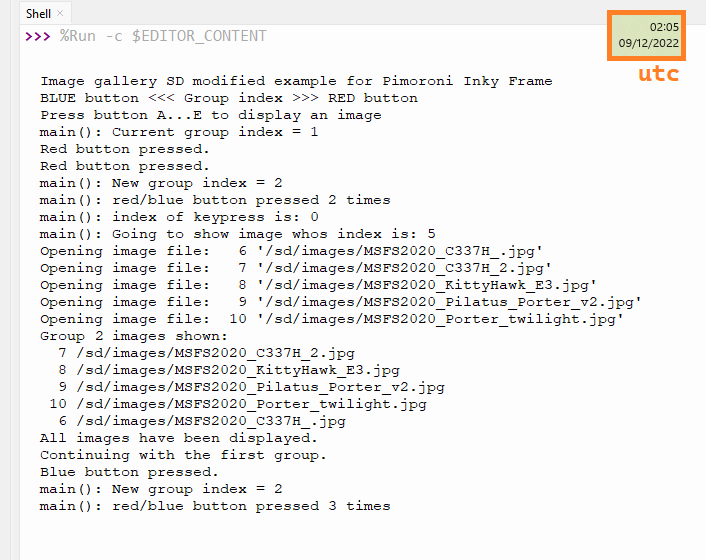 Shell ×
>>> %Run -c $EDITOR_CONTENT
02:05
09/12/2022
utc
Image gallery SD modified example for Pimoroni Inky Frame
BLUE button <<< Group index >>> RED button
Press button A...E to display an image
main(): Current group index = 1
Red button pressed.
Red button pressed.
main(): New group index = 2
main(): red/blue button pressed 2 times
main(): index of keypress is: 0
main(): Going to show image whos index is: 5
Opening image file:   6 '/sd/images/MSFS2020_C337H_.jpg'
Opening image file:   7 '/sd/images/MSFS2020_C337H_2.jpg'
Opening image file:   8 '/sd/images/MSFS2020_KittyHawk_E3.jpg'
Opening image file:   9 '/sd/images/MSFS2020_Pilatus_Porter_v2.jpg'
Opening image file:  10 '/sd/images/MSFS2020_Porter_twilight.jpg'
Group 2 images shown:
  7 /sd/images/MSFS2020_C337H_2.jpg
  8 /sd/images/MSFS2020_KittyHawk_E3.jpg
  9 /sd/images/MSFS2020_Pilatus_Porter_v2.jpg
 10 /sd/images/MSFS2020_Porter_twilight.jpg
  6 /sd/images/MSFS2020_C337H_.jpg
All images have been displayed.
Continuing with the first group.
Blue button pressed.
main(): New group index = 2
main(): red/blue button pressed 3 times